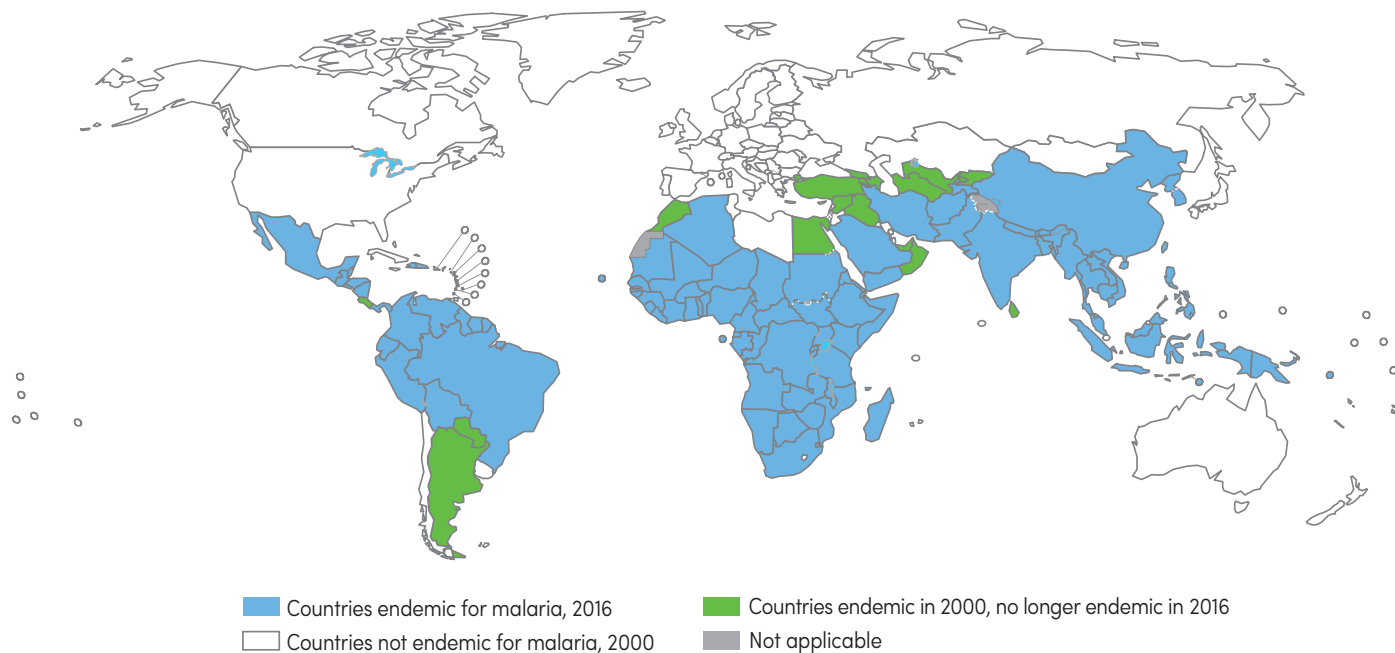 Countries endemic for malaria, 2016
Countries not endemic for malaria, 2000
Countries endemic in 2000, no longer endemic in 2016
Not applicable